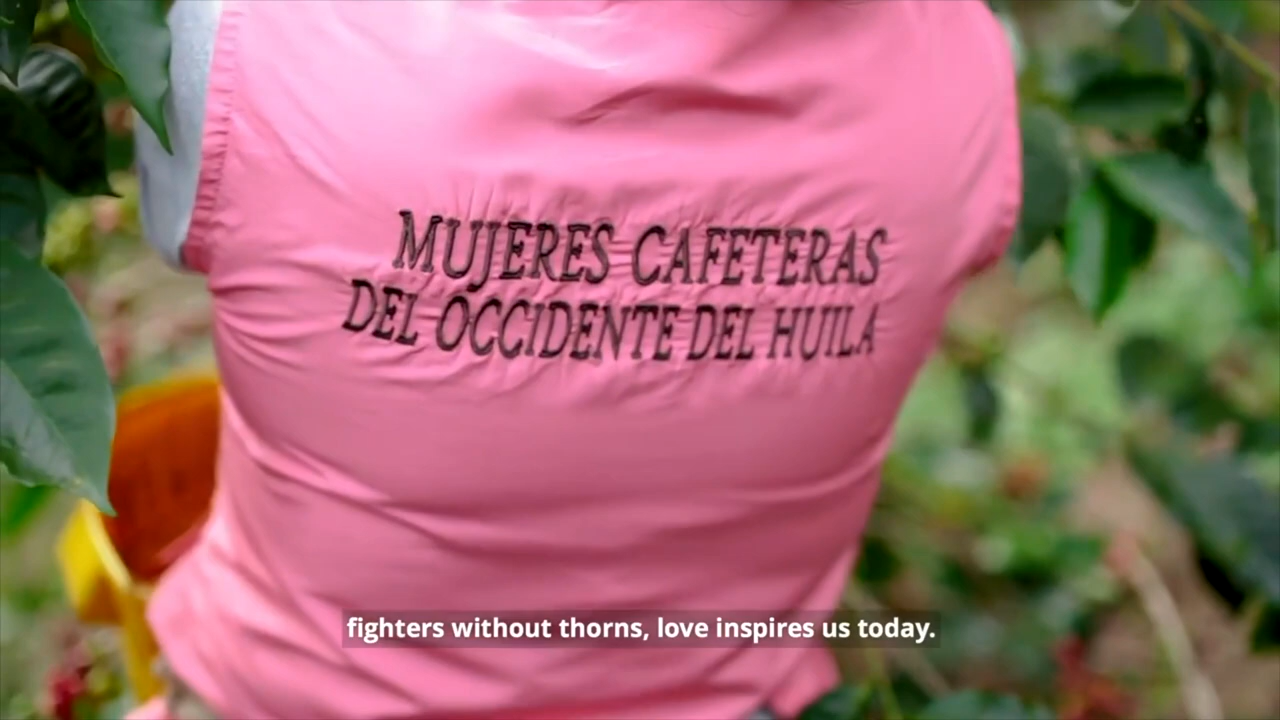 MUJERES CAFETERAS
DEL OCCIDENTE DEL HUILA
fighters without thorns, love inspires us today.